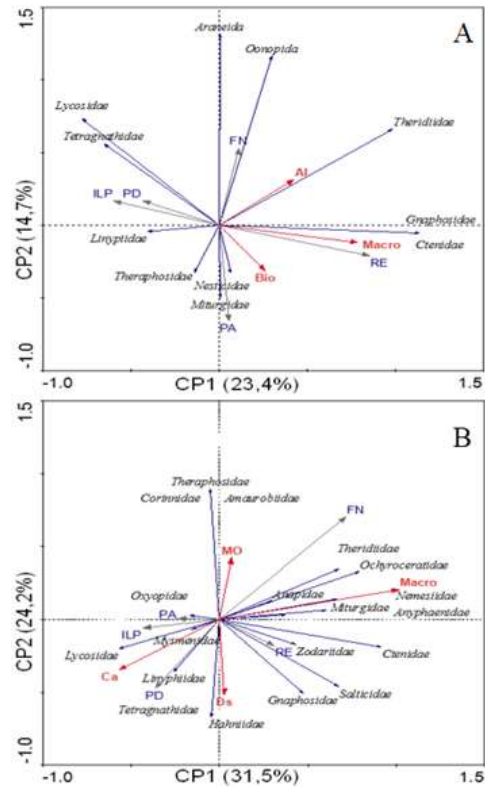 1.5
A
Araneida
Oonopida
Lycosidae
Theridiidae
Tetragnathidae
FN
Al
ILP PD
Gnaphosidae
Linyptidae
Macro
Ctenidae
RE
Theraphosidae
Nesticidae
Bio
Miturgidae
PA
CP2 (14,7%)
-1.0
-1.0
CP1 (23,4%)
1.5
1.5
B
Theraphosidae
Corinnidae
Amaurobiidae
FN
MO
Theridiidae
Ochyroceratidae
Macro
Oxyopidae
Anapidae
Nemesiidae
PA
Miturgidae
Anyphaenidae
ILP
Mysmenidae
RE
Zodariidae
Lycosidae
Ctenidae
Ca
Linyphiidae
PD
Ds
Salticidae
Gnaphosidae
Tetragnathidae
Hahniidae
CP2 (24,2%)
-1.0
-1.0
CP1 (31,5%)
1.5